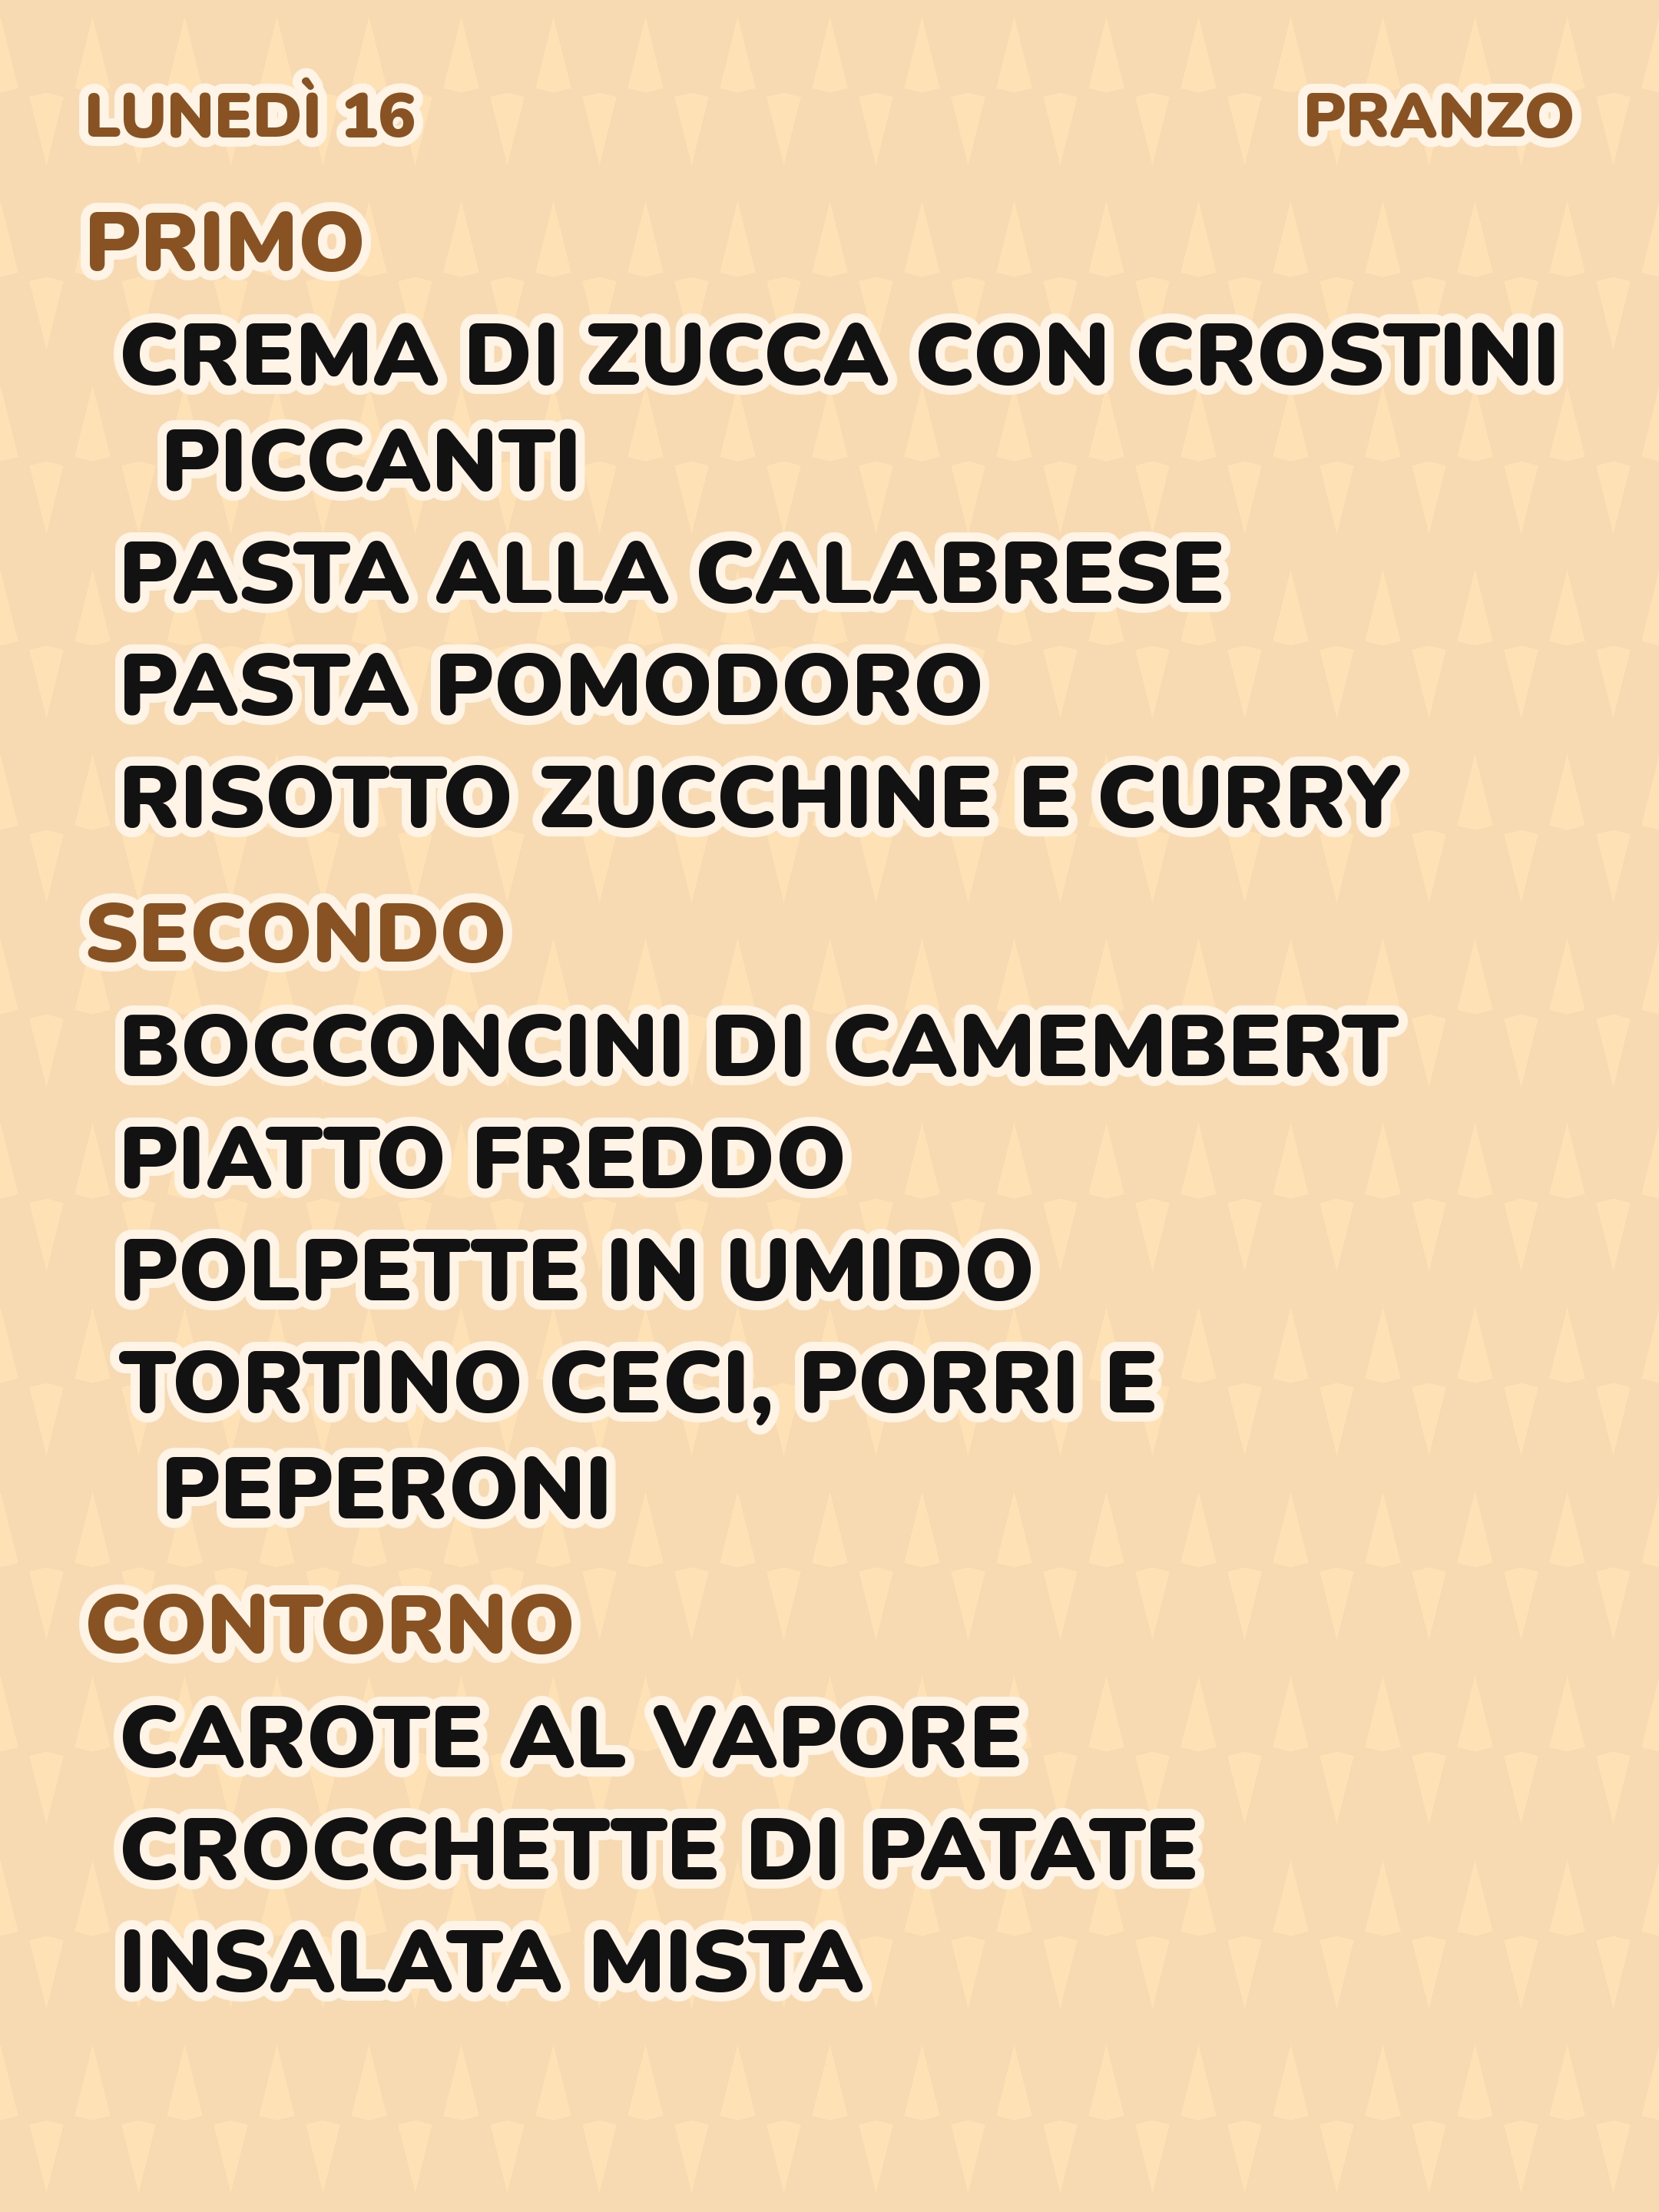 LUNEDÌ 16 PRANZO
PRIMO
CREMA DI ZUCCA CON CROSTINI
PICCANTI
PASTA ALLA CALABRESE
PASTA POMODORO
RISOTTO ZUCCHINE E CURRY
SECONDO
BOCCONCINI DI CAMEMBERT
PIATTO FREDDO
POLPETTE IN UMIDO
TORTINO CECI, PORRI E
PEPERONI
CONTORNO
CAROTE AL VAPORE
CROCCHETTE DI PATATE
INSALATA MISTA